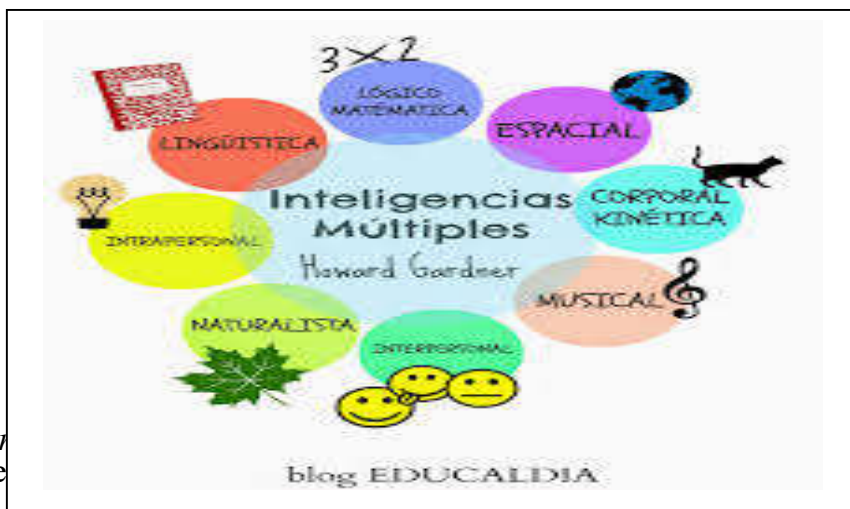 3×2
LÓGICO
MATEMÁTICA
LINGÜÍSTICA
ESPACIAL
CORPORAL
KINÉTICA
Inteligencias
Múltiples
Howard Gardner
INTRAPERSONAL
MUSICAL
NATURALISTA
INTERPERSONAL
blog EDUCALDIA